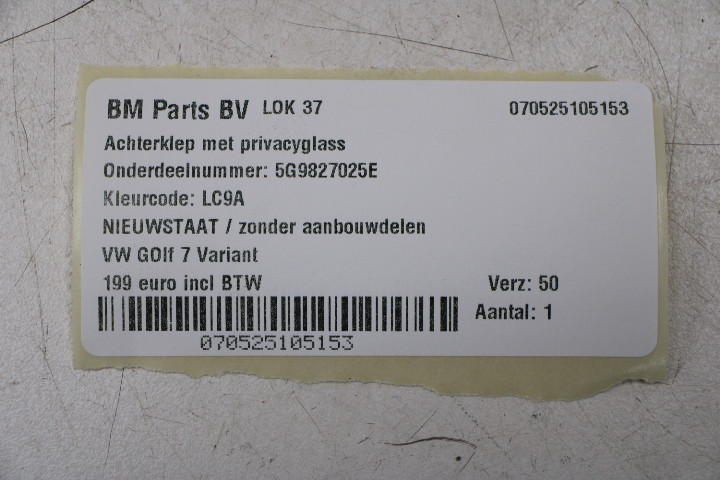 BM Parts BV LOK 37 070525105153
Achterklep met privacyglass
Onderdeelnummer: 5G9827025E
Kleurcode: LC9A
NIEUWSTAAT / zonder aanbouwdelen
VW GOlf 7 Variant
199 euro incl BTW Verz: 50
Aantal: 1
070525105153